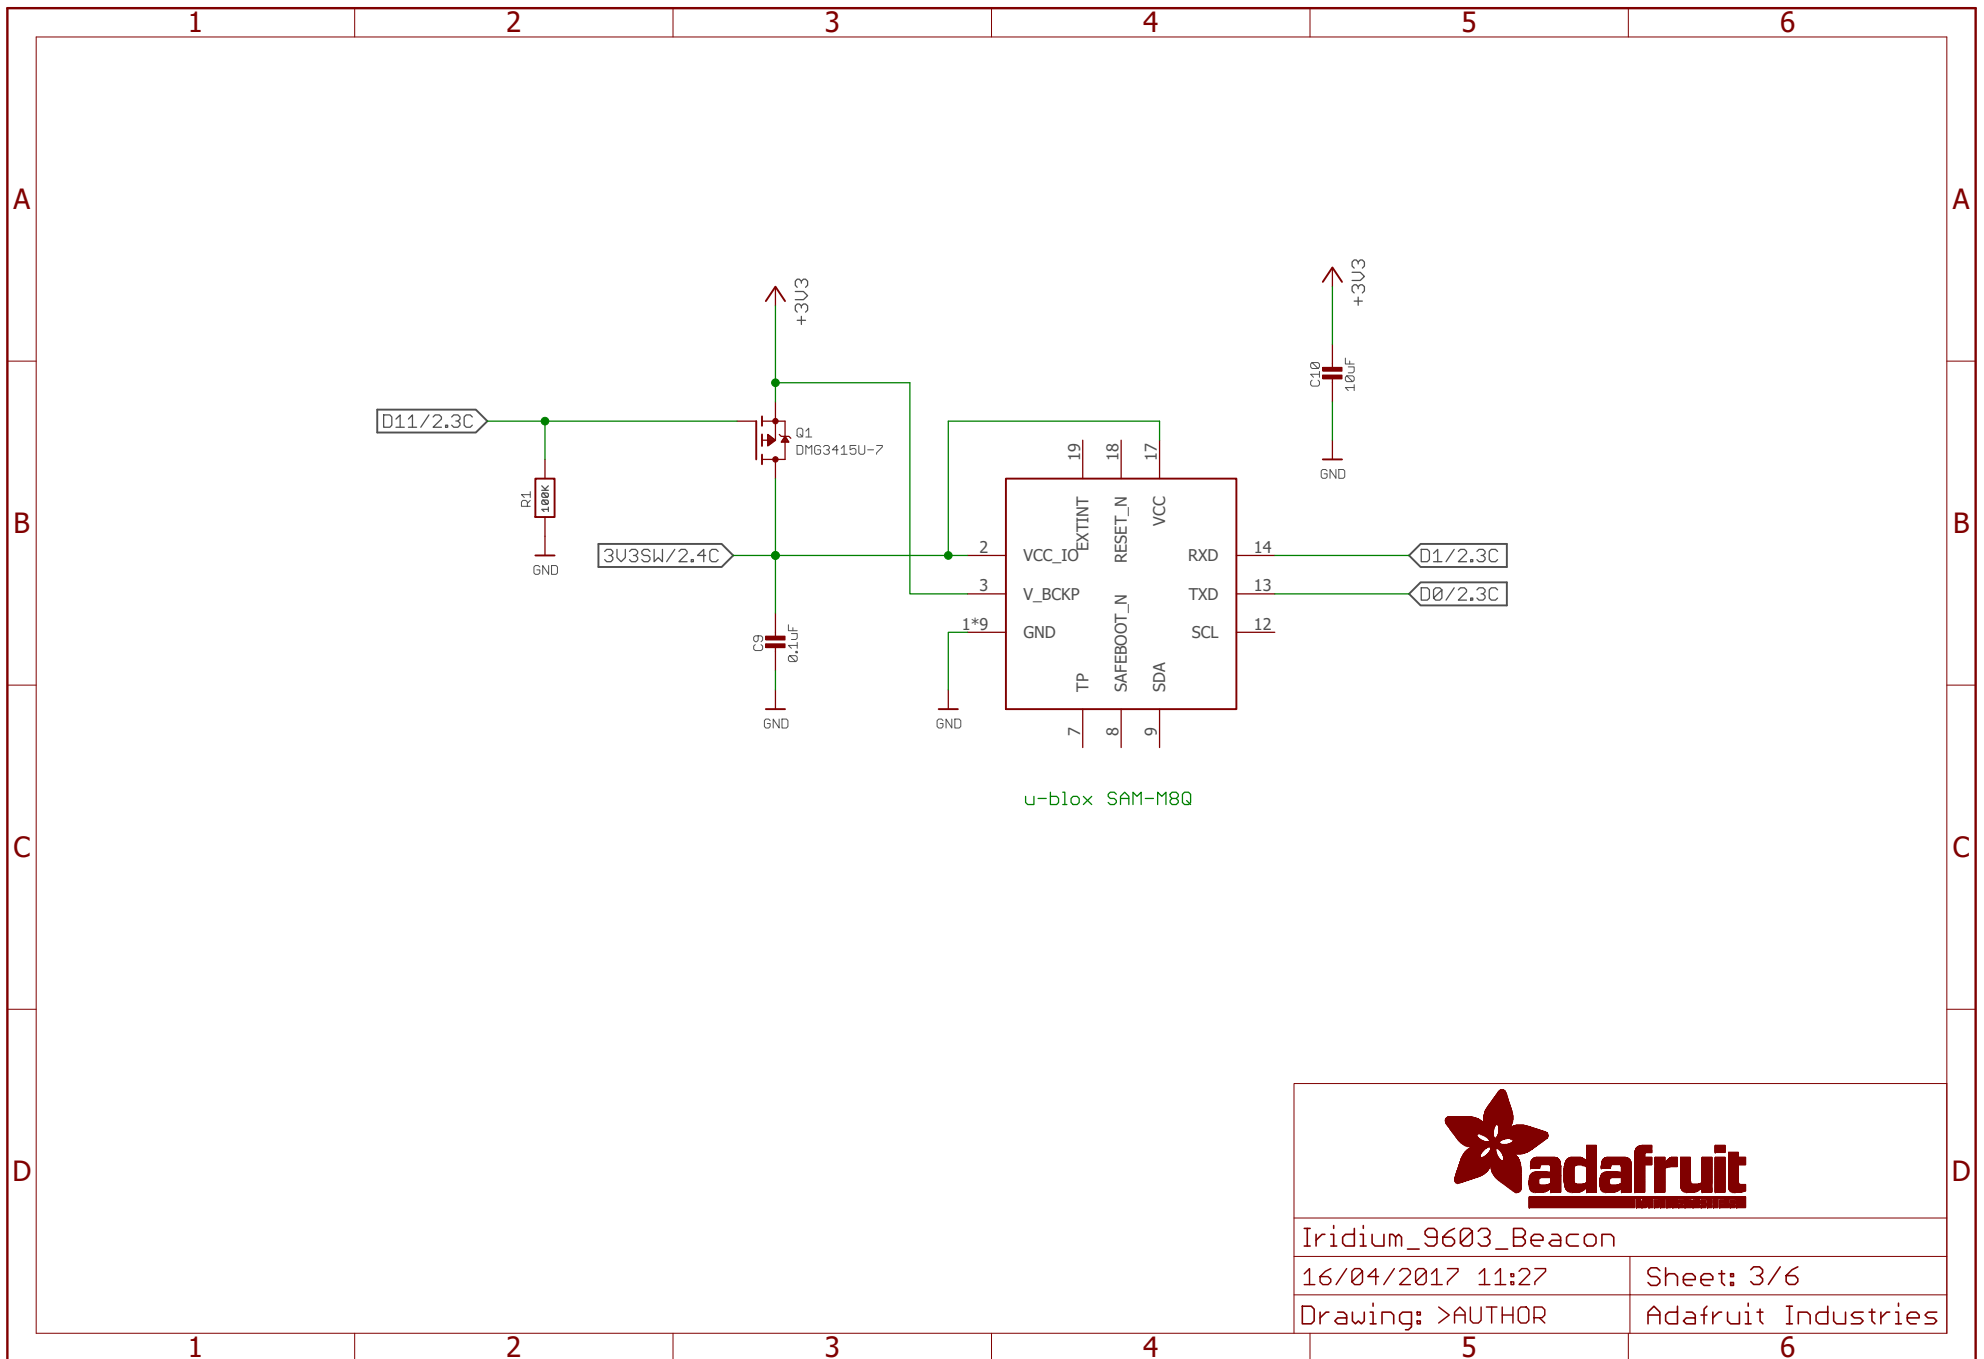 1 2 3 4 5 6
A A
+3V3
+3V3
C10
10uF
D11/2.3C
Q1
DMG3415U-7
GND
19 18 17
R1
100K
EXTINT
RESET_N
VCC
B B
GND
3V3SW/2.4C
2 VCC_IO
RXD 14
D1/2.3C
3 V_BCKP
TXD 13
D0/2.3C
1*9 GND
SCL 12
C9
0.1uF
TP
SAFEBOOT_N
SDA
GND
GND
7 8 9
u-blox SAM-M8Q
C C
D D
adafruit
Iridium_9603_Beacon
16/04/2017 11:27
Sheet: 3/6
Drawing: >AUTHOR
Adafruit Industries
1 2 3 4 5 6